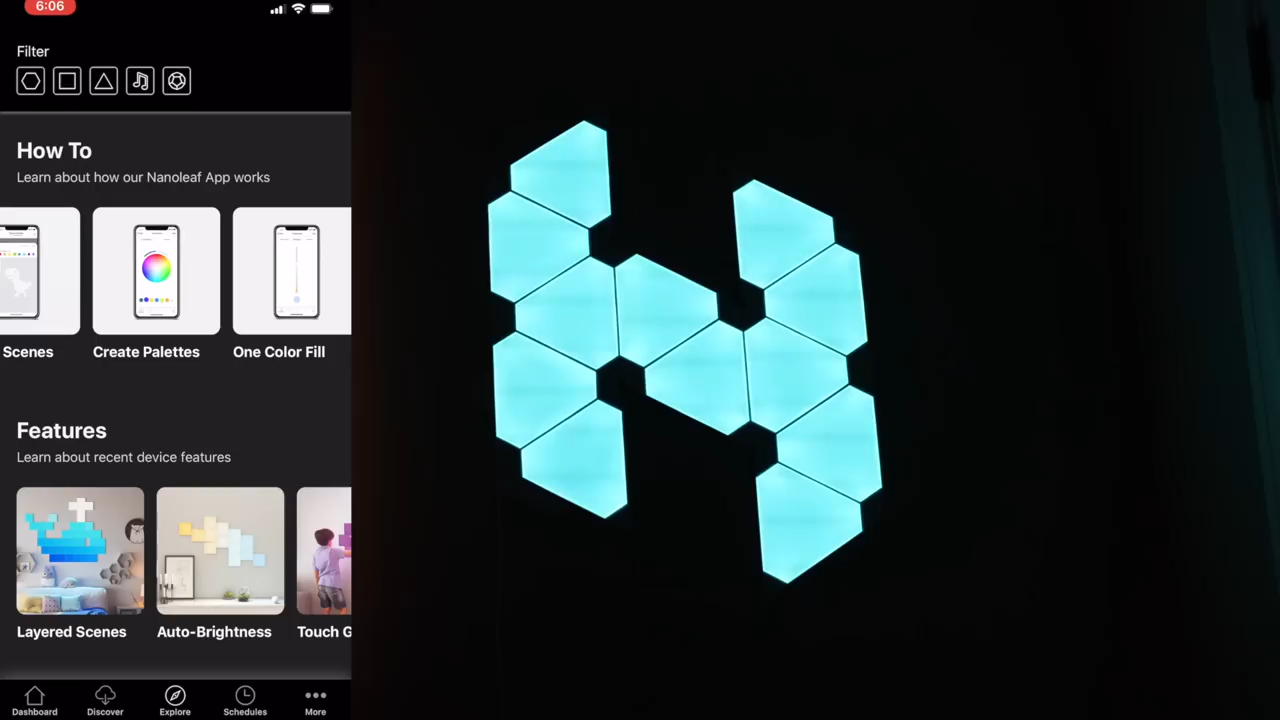 6:06
Filter
How To
Learn about how our Nanoleaf App works
Scenes
Create Palettes
One Color Fill
Features
Learn about recent device features
Layered Scenes
Auto-Brightness
Touch G
Dashboard
Discover
Explore
Schedules
More